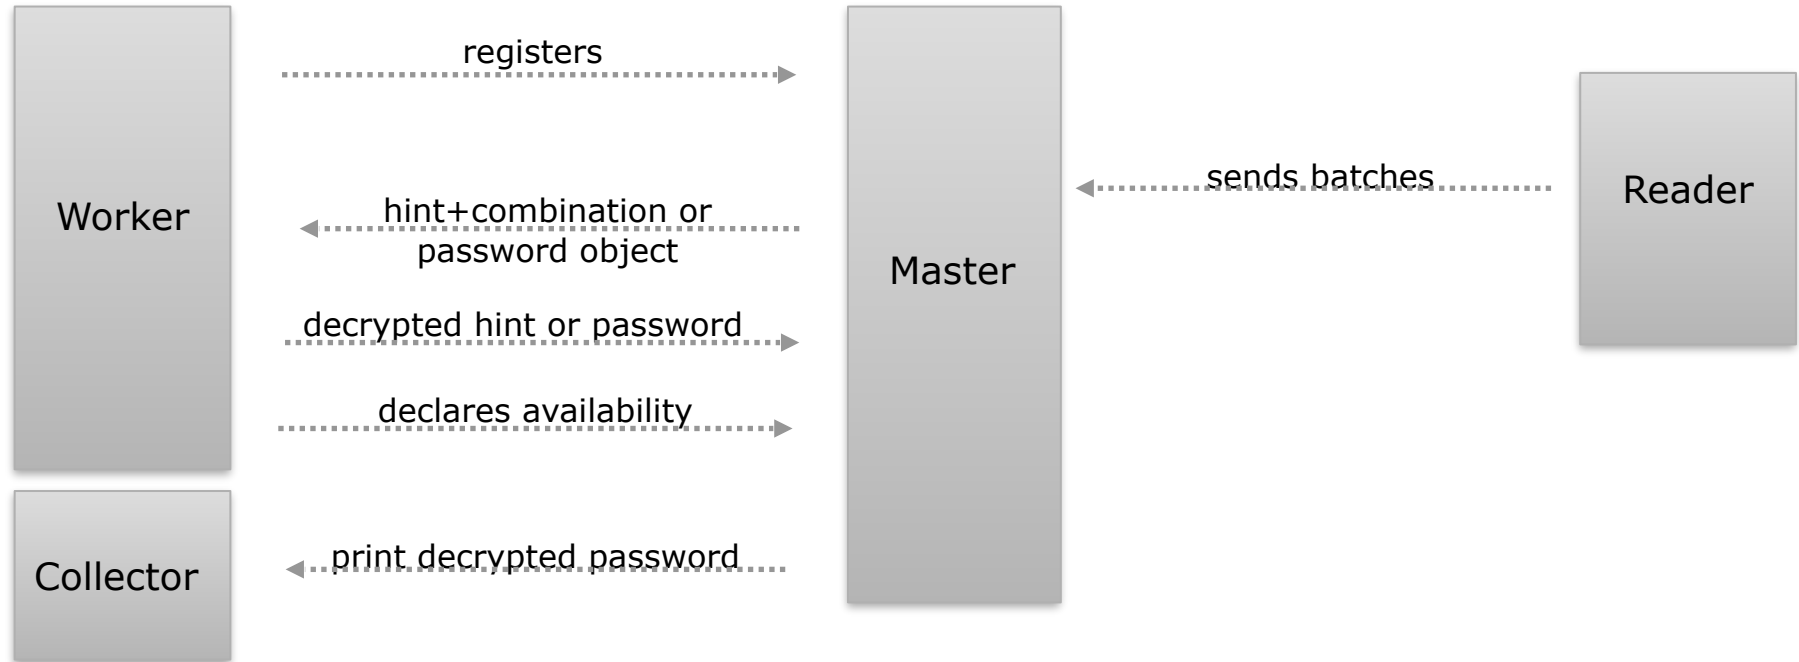 registers
sends batches
Reader
Worker
hint+combination or
password object
Master
decrypted hint or password
declares availability
print decrypted password
Collector